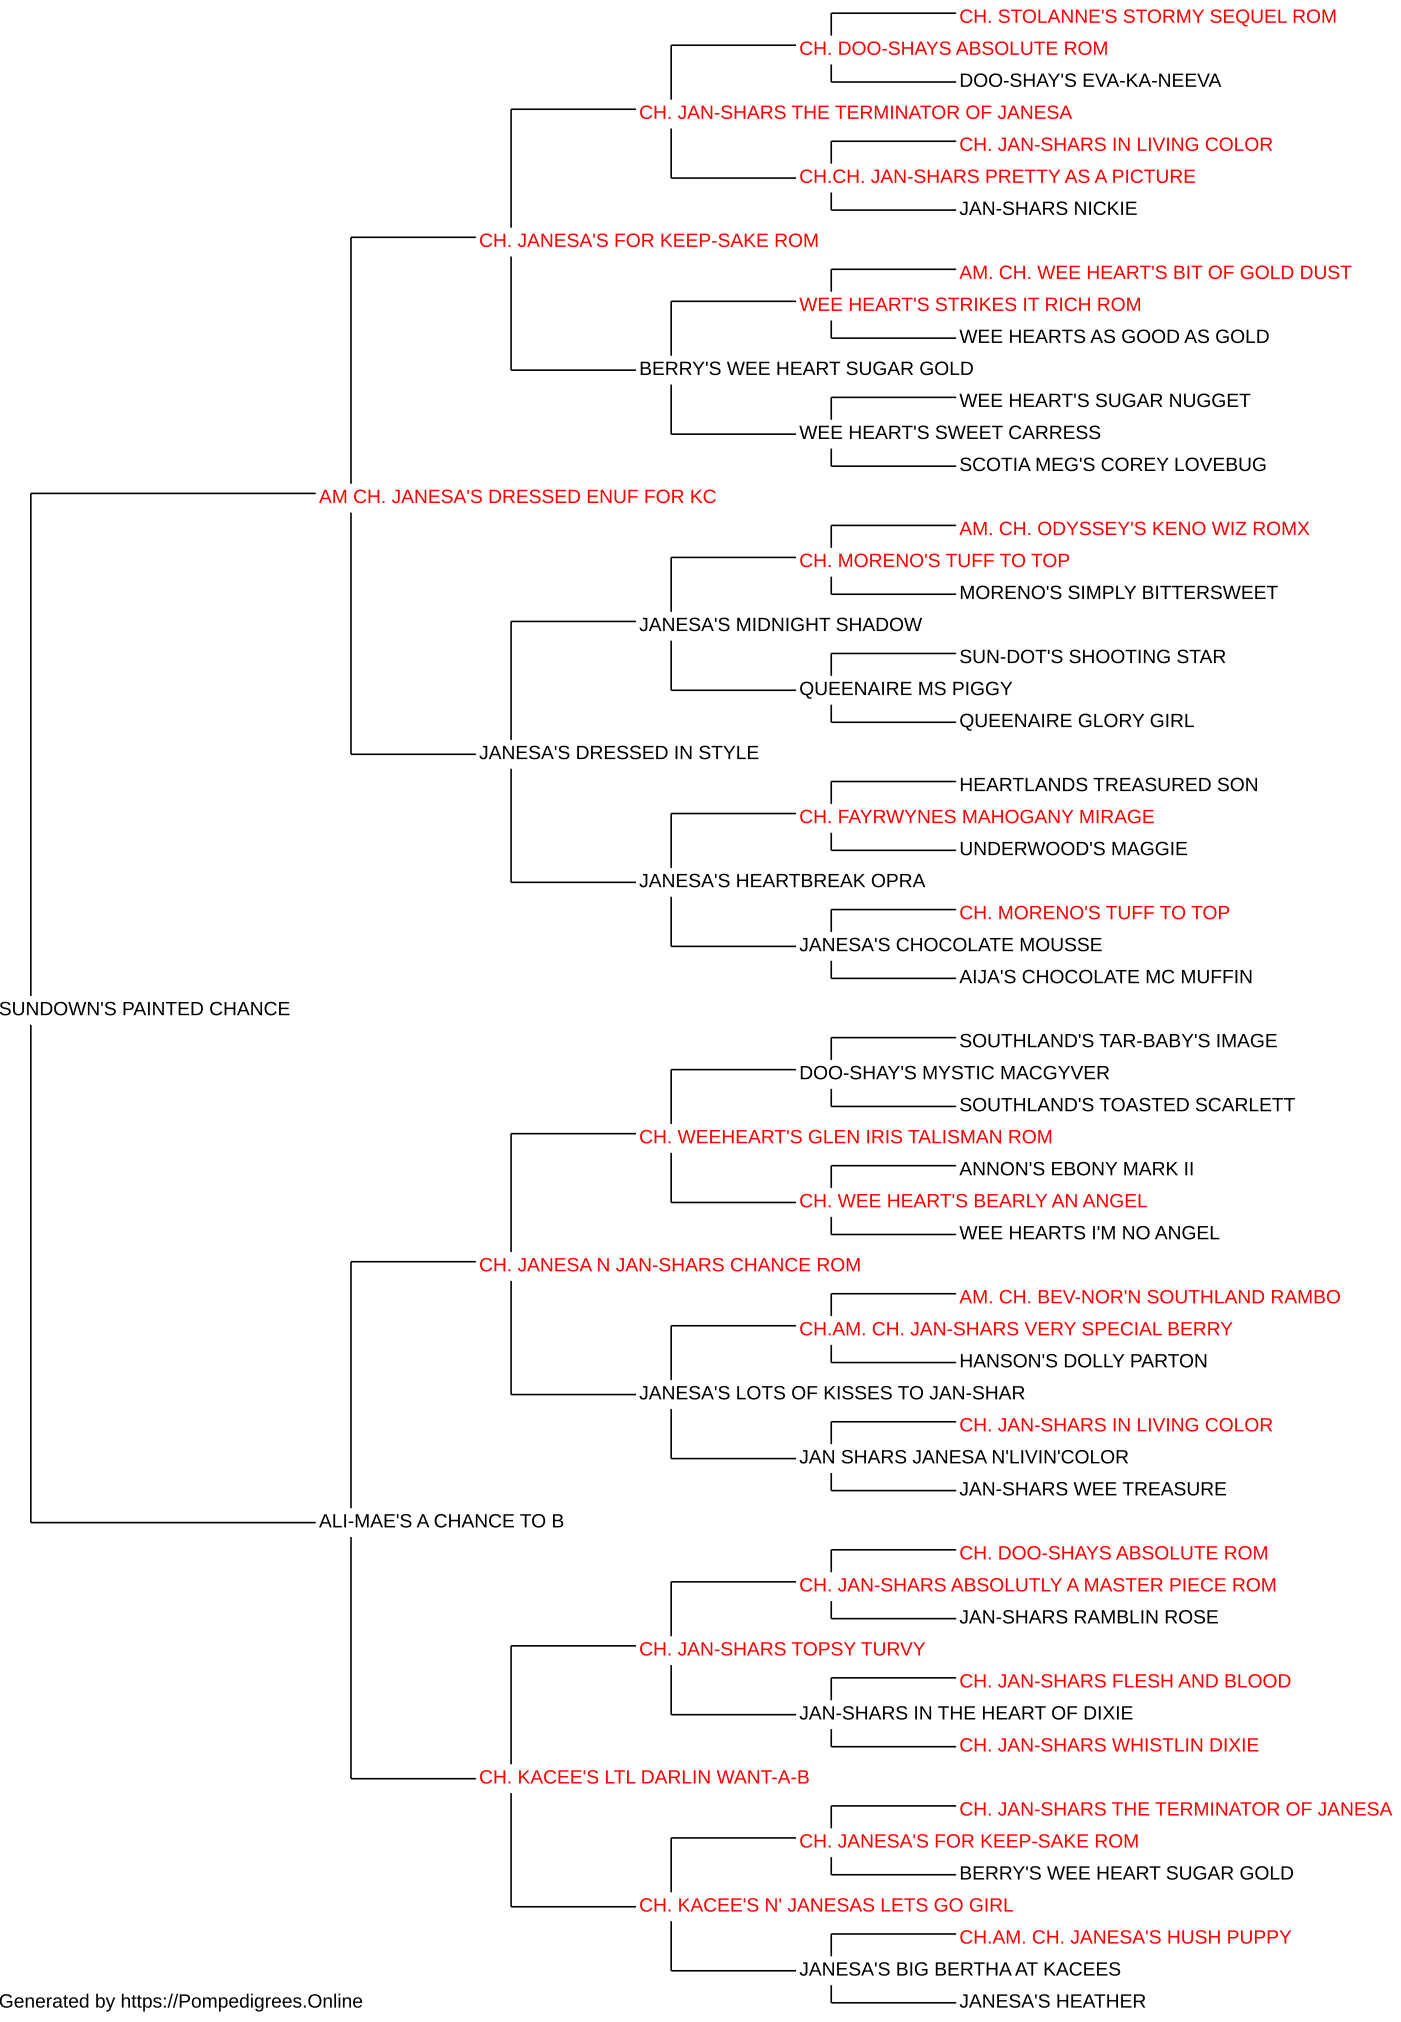 CH. STOLANNE'S STORMY SEQUEL ROM
CH. DOO-SHAYS ABSOLUTE ROM
DOO-SHAY'S EVA-KA-NEEVA
CH. JAN-SHARS THE TERMINATOR OF JANESA
CH. JAN-SHARS IN LIVING COLOR
CH.CH. JAN-SHARS PRETTY AS A PICTURE
JAN-SHARS NICKIE
CH. JANESA'S FOR KEEP-SAKE ROM
AM. CH. WEE HEART'S BIT OF GOLD DUST
WEE HEART'S STRIKES IT RICH ROM
WEE HEARTS AS GOOD AS GOLD
BERRY'S WEE HEART SUGAR GOLD
WEE HEART'S SUGAR NUGGET
WEE HEART'S SWEET CARRESS
SCOTIA MEG'S COREY LOVEBUG
AM CH. JANESA'S DRESSED ENUF FOR KC
AM. CH. ODYSSEY'S KENO WIZ ROMX
CH. MORENO'S TUFF TO TOP
MORENO'S SIMPLY BITTERSWEET
JANESA'S MIDNIGHT SHADOW
SUN-DOT'S SHOOTING STAR
QUEENAIRE MS PIGGY
QUEENAIRE GLORY GIRL
JANESA'S DRESSED IN STYLE
HEARTLANDS TREASURED SON
CH. FAYRWYNES MAHOGANY MIRAGE
UNDERWOOD'S MAGGIE
JANESA'S HEARTBREAK OPRA
CH. MORENO'S TUFF TO TOP
JANESA'S CHOCOLATE MOUSSE
AIJA'S CHOCOLATE MC MUFFIN
SUNDOWN'S PAINTED CHANCE
SOUTHLAND'S TAR-BABY'S IMAGE
DOO-SHAY'S MYSTIC MACGYVER
SOUTHLAND'S TOASTED SCARLETT
CH. WEEHEART'S GLEN IRIS TALISMAN ROM
ANNON'S EBONY MARK II
CH. WEE HEART'S BEARLY AN ANGEL
WEE HEARTS I'M NO ANGEL
CH. JANESA N JAN-SHARS CHANCE ROM
AM. CH. BEV-NOR'N SOUTHLAND RAMBO
CH.AM. CH. JAN-SHARS VERY SPECIAL BERRY
HANSON'S DOLLY PARTON
JANESA'S LOTS OF KISSES TO JAN-SHAR
CH. JAN-SHARS IN LIVING COLOR
JAN SHARS JANESA N'LIVIN'COLOR
JAN-SHARS WEE TREASURE
ALI-MAE'S A CHANCE TO B
CH. DOO-SHAYS ABSOLUTE ROM
CH. JAN-SHARS ABSOLUTLY A MASTER PIECE ROM
JAN-SHARS RAMBLIN ROSE
CH. JAN-SHARS TOPSY TURVY
CH. JAN-SHARS FLESH AND BLOOD
JAN-SHARS IN THE HEART OF DIXIE
CH. JAN-SHARS WHISTLIN DIXIE
CH. KACEE'S LTL DARLIN WANT-A-B
CH. JAN-SHARS THE TERMINATOR OF JANESA
CH. JANESA'S FOR KEEP-SAKE ROM
BERRY'S WEE HEART SUGAR GOLD
CH. KACEE'S N' JANESAS LETS GO GIRL
CH.AM. CH. JANESA'S HUSH PUPPY
JANESA'S BIG BERTHA AT KACEES
JANESA'S HEATHER
Generated by https://Pompedigrees.Online